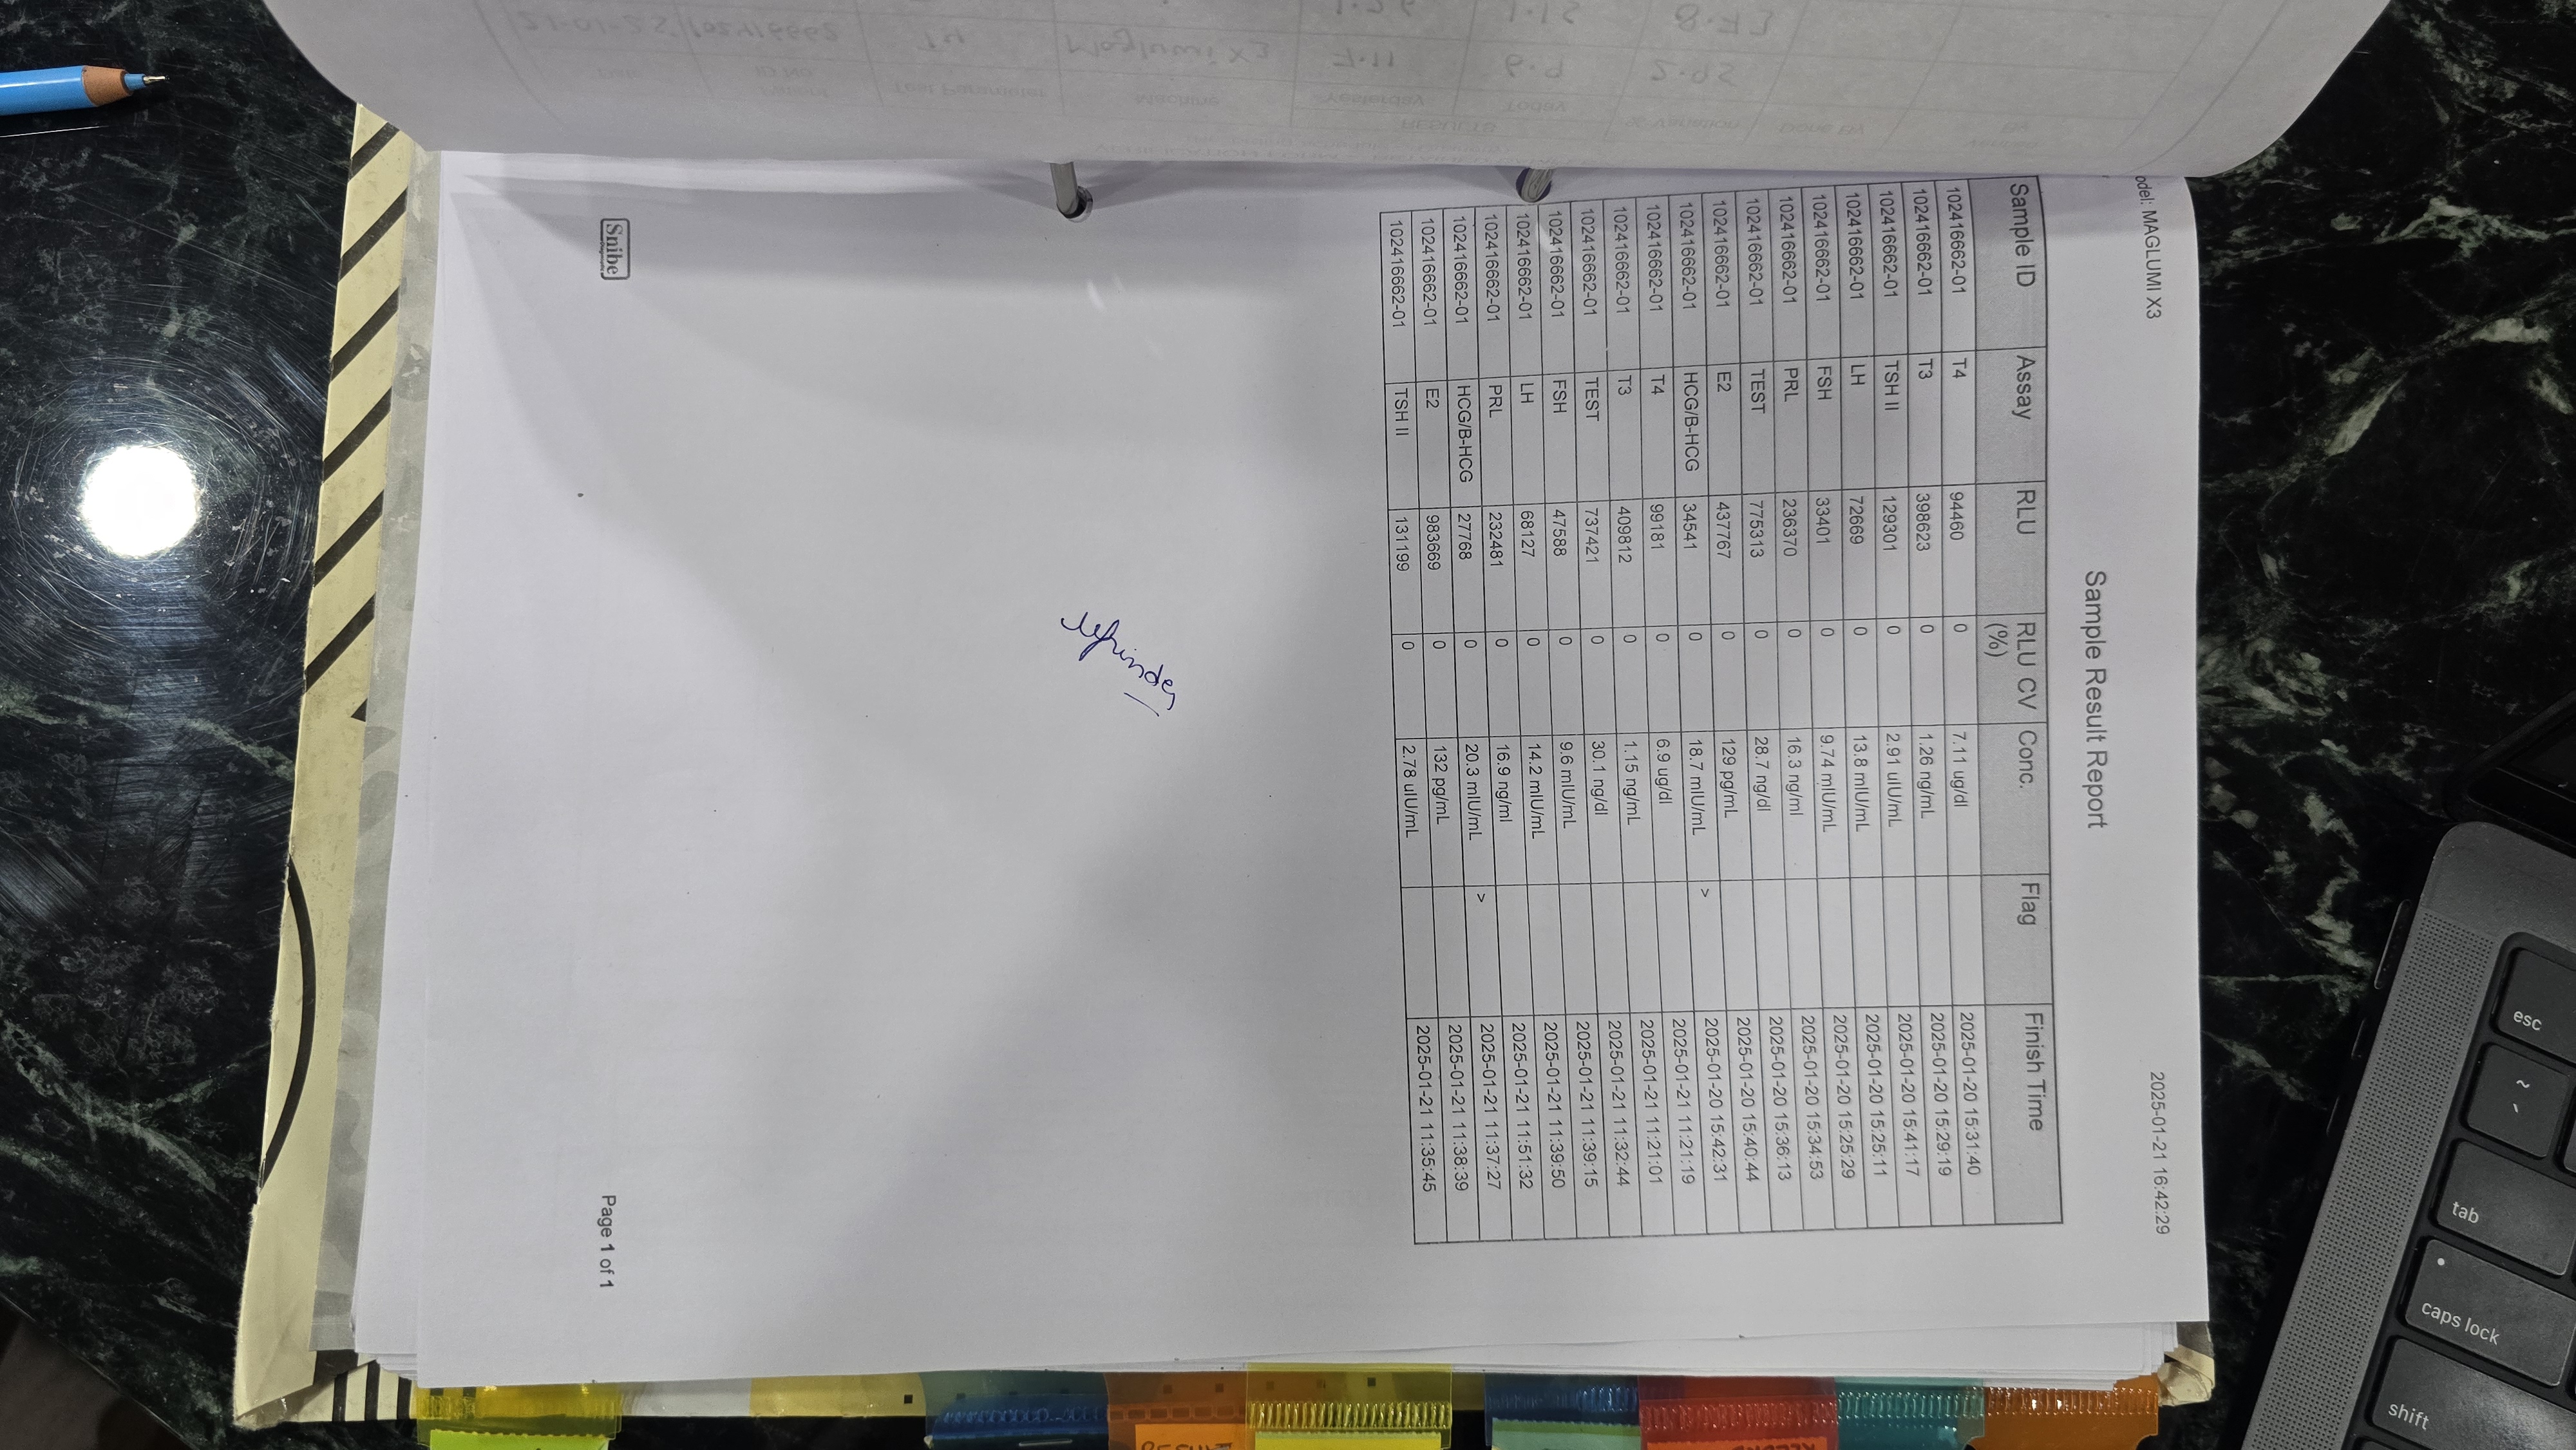 odel: MAGLUMI X3 2025-01-21 16:42:29
Sample Result Report
Sample ID Assay RLU RLU CV (%) Conc. Flag Finish Time
102416662-01 T4 94460 0 7.11 ug/dl 2025-01-20 15:31:40
102416662-01 T3 398623 0 1.26 ng/mL 2025-01-20 15:29:19
102416662-01 TSH II 129301 0 2.91 uIU/mL 2025-01-20 15:41:17
102416662-01 LH 72669 0 13.8 mIU/mL 2025-01-20 15:25:11
102416662-01 FSH 33401 0 9.74 mIU/mL 2025-01-20 15:25:29
102416662-01 PRL 236370 0 16.3 ng/ml 2025-01-20 15:34:53
102416662-01 TEST 775313 0 28.7 ng/dl 2025-01-20 15:36:13
102416662-01 E2 437767 0 129 pg/mL 2025-01-20 15:40:44
102416662-01 HCG/B-HCG 34541 0 18.7 mIU/mL < 2025-01-20 15:42:31
102416662-01 T4 99181 0 6.9 ug/dl 2025-01-21 11:21:19
102416662-01 T3 409812 0 1.15 ng/mL 2025-01-21 11:21:01
102416662-01 TEST 737421 0 30.1 ng/dl 2025-01-21 11:32:44
102416662-01 FSH 47588 0 9.6 mIU/mL 2025-01-21 11:39:15
102416662-01 LH 68127 0 14.2 mIU/mL 2025-01-21 11:39:50
102416662-01 PRL 232481 0 16.9 ng/ml 2025-01-21 11:51:32
102416662-01 HCG/B-HCG 27768 0 20.3 mIU/mL < 2025-01-21 11:37:27
102416662-01 E2 983669 0 132 pg/mL 2025-01-21 11:38:39
102416662-01 TSH II 131199 0 2.78 uIU/mL 2025-01-21 11:35:45
Snibe
Page 1 of 1
esc
~
tab
caps lock
shift